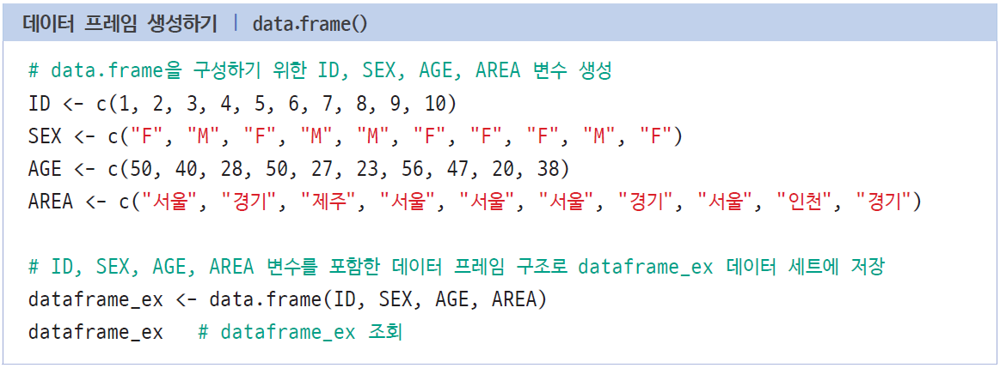 데이터 프레임 생성하기 | data.frame()
# data.frame을 구성하기 위한 ID, SEX, AGE, AREA 변수 생성
ID <- c(1, 2, 3, 4, 5, 6, 7, 8, 9, 10)
SEX <- c("F", "M", "F", "M", "M", "F", "F", "F", "M", "F")
AGE <- c(50, 40, 28, 50, 27, 23, 56, 47, 20, 38)
AREA <- c("서울", "경기", "제주", "서울", "서울", "서울", "경기", "서울", "인천", "경기")
# ID, SEX, AGE, AREA 변수를 포함한 데이터 프레임 구조로 dataframe_ex 데이터 세트에 저장
dataframe_ex <- data.frame(ID, SEX, AGE, AREA)
dataframe_ex # dataframe_ex 조회